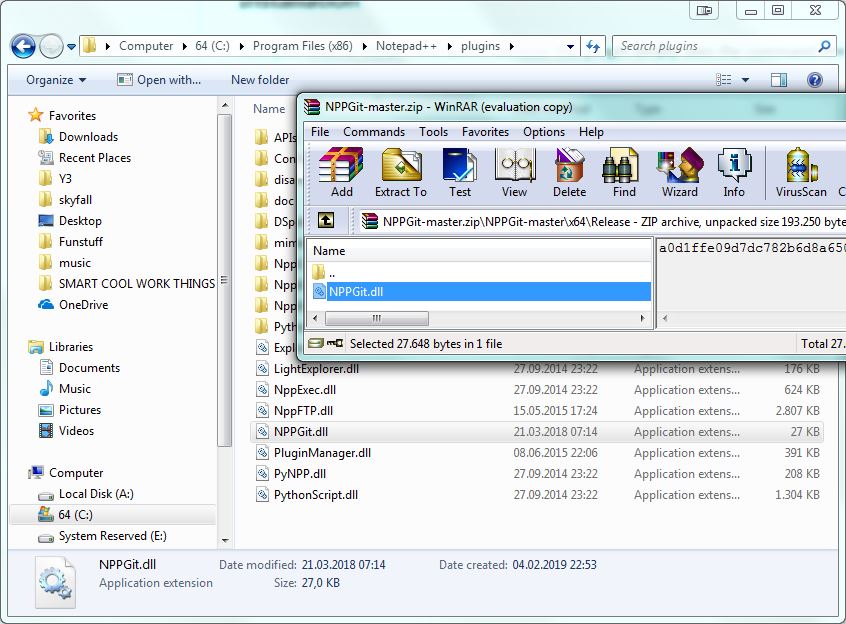 Computer ▸ 64 (C:) ▸ Program Files (x86) ▸ Notepad++ ▸ plugins ▸
Search plugins
Organize
Open with...
New folder
Favorites
Downloads
Recent Places
Y3
skyfall
Desktop
Funstuff
music
SMART COOL WORK THINGS
OneDrive
Libraries
Documents
Music
Pictures
Videos
Computer
Local Disk (A:)
64 (C:)
System Reserved (E:)
Name
APIs
Con
disa
doc
DSp
mim
Npp
Npp
Npp
Pyth
Expl
LightExplorer.dll 27.09.2014 23:22 Application extens... 176 KB
NppExec.dll 27.09.2014 23:22 Application extens... 624 KB
NppFTP.dll 15.05.2015 17:24 Application extens... 2.807 KB
NPPGit.dll 21.03.2018 07:14 Application extens... 27 KB
PluginManager.dll 08.06.2015 22:06 Application extens... 391 KB
PyNPP.dll 27.09.2014 23:22 Application extens... 208 KB
PythonScript.dll 27.09.2014 23:22 Application extens... 1.304 KB
NPPGit-master.zip - WinRAR (evaluation copy)
File Commands Tools Favorites Options Help
Add Extract To Test View Delete Find Wizard Info VirusScan C
NPPGit-master.zip\NPPGit-master\x64\Release - ZIP archive, unpacked size 193.250 byte
Name
..
NPPGit.dll
a0d1ffe09d7dc782b6d8a650
Selected 27.648 bytes in 1 file
Total 27.
NPPGit.dll Date modified: 21.03.2018 07:14 Date created: 04.02.2019 22:53
Application extension Size: 27,0 KB